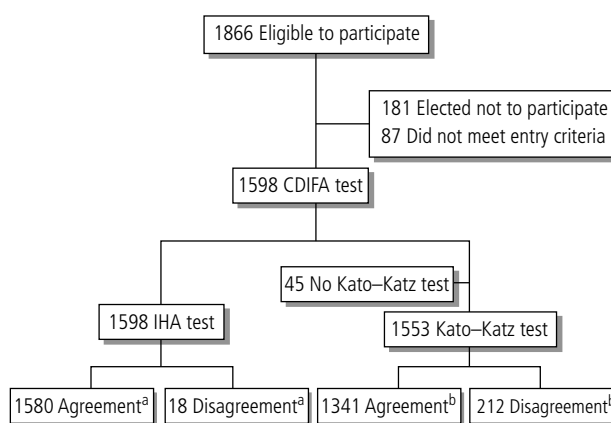 1866 Eligible to participate
181 Elected not to participate
87 Did not meet entry criteria
1598 CDIFA test
45 No Kato–Katz test
1598 IHA test
1553 Kato–Katz test
1580 Agreementᵃ
18 Disagreementᵃ
1341 Agreementᵇ
212 Disagreementᵇ